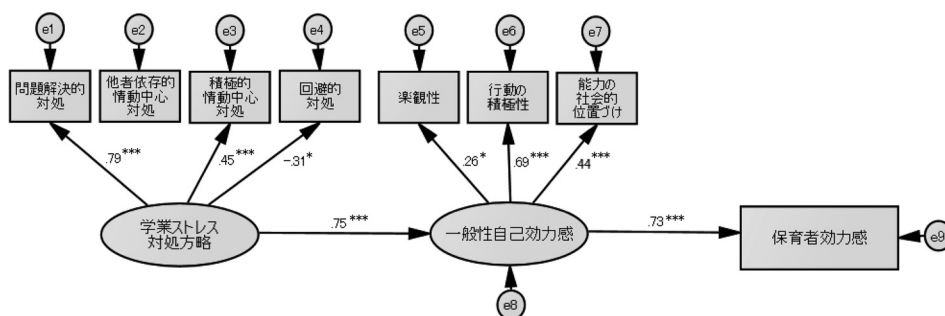 e1
e2
e3
e4
e5
e6
e7
問題解決的
対処
他者依存的
情動中心
対処
積極的
情動中心
対処
回避的
対処
楽観性
行動の
積極性
能力の
社会的
位置づけ
.79***
.45***
-.31*
.26*
.69***
.44***
学業ストレス
対処方略
.75***
一般性自己効力感
.73***
保育者効力感
e9
e8